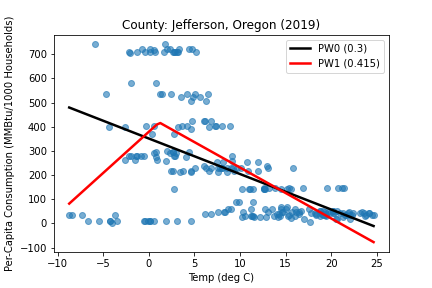 County: Jefferson, Oregon (2019)
PW0 (0.3)
PW1 (0.415)
Per-Capita Consumption (MMBtu/1000 Households)
700
600
500
400
300
200
100
0
−100
−10 −5 0 5 10 15 20 25
Temp (deg C)